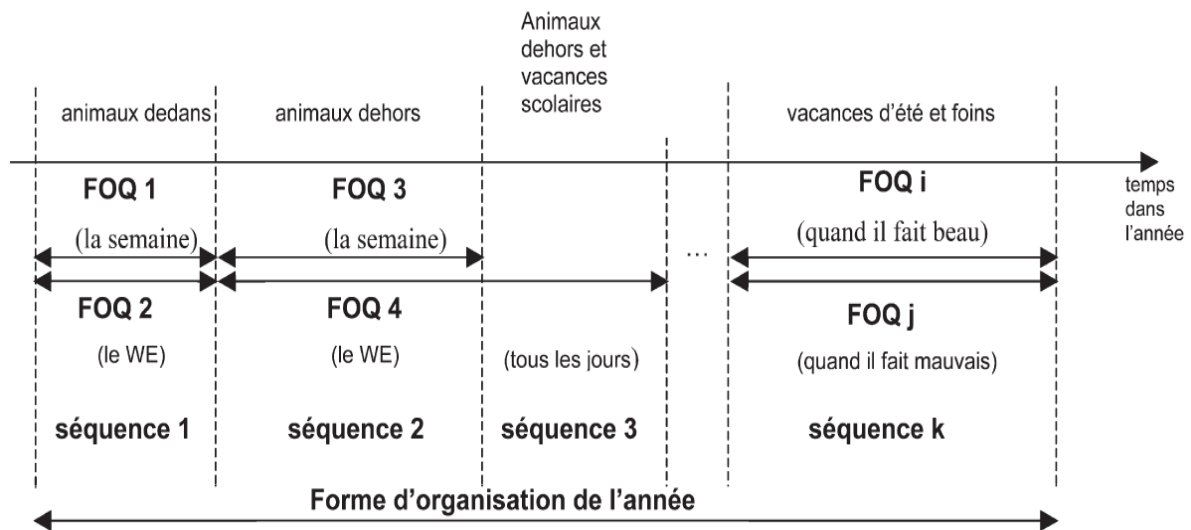 Animaux
dehors et
vacances
scolaires
animaux dedans
animaux dehors
vacances d'été et foins
FOQ 1
FOQ 3
FOQ i
temps
dans
l'année
(la semaine)
(la semaine)
(quand il fait beau)
...
FOQ 2
FOQ 4
FOQ j
(le WE)
(le WE)
(tous les jours)
(quand il fait mauvais)
séquence 1
séquence 2
séquence 3
séquence k
Forme d'organisation de l'année